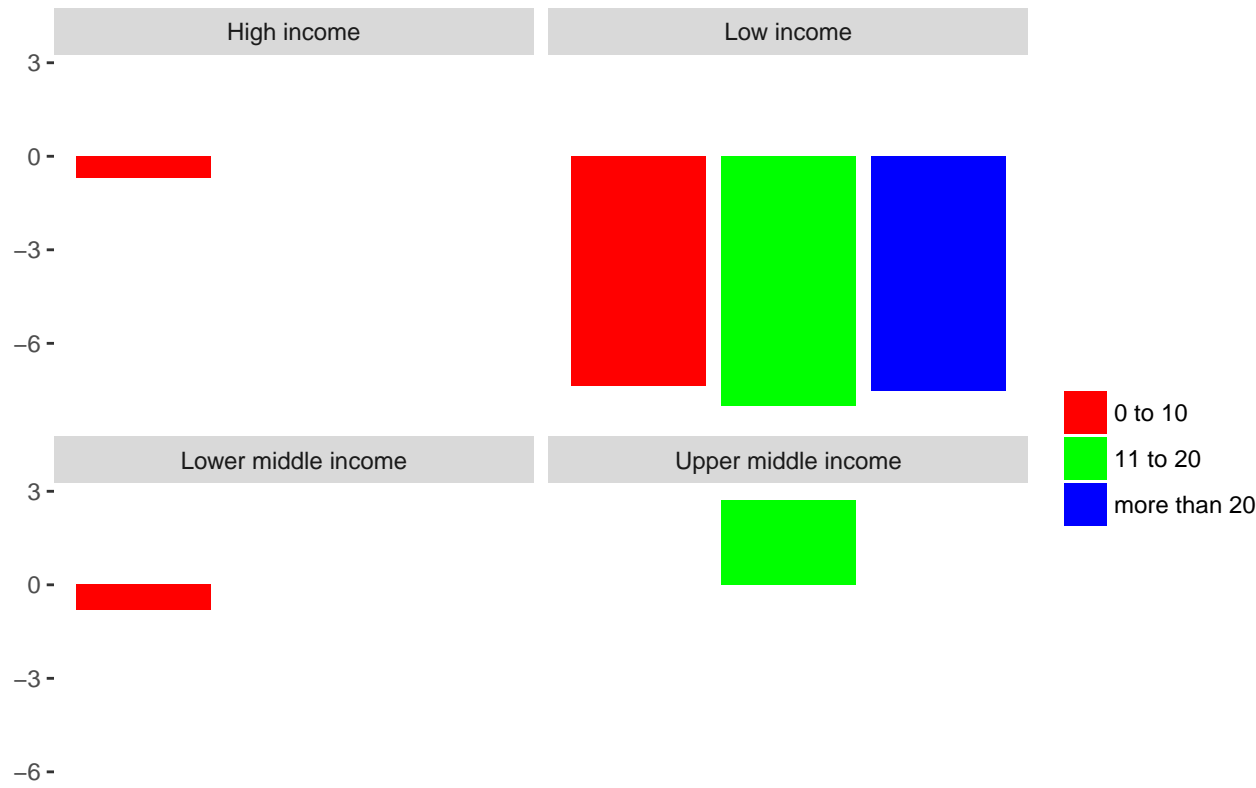 High income
Low income
3
0
−3
−6
Lower middle income
Upper middle income
3
0
−3
−6
0 to 10
11 to 20
more than 20